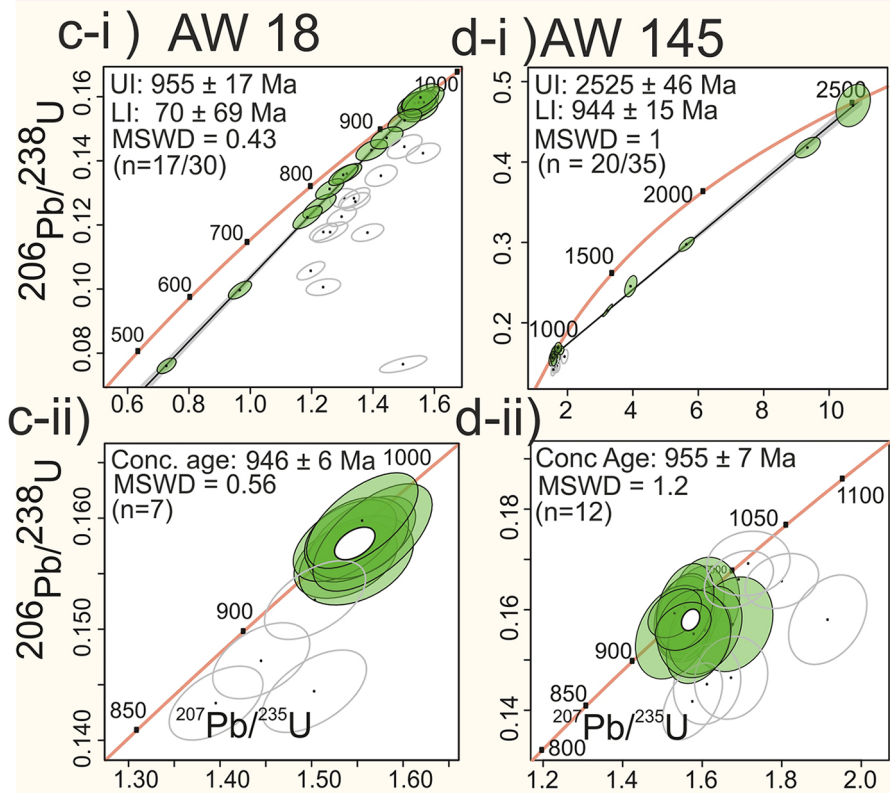 c-i ) AW 18
UI: 955 ± 17 Ma
LI: 70 ± 69 Ma
MSWD = 0.43
(n=17/30)
1000
900
800
700
600
500
0.16
0.14
0.12
0.10
0.08
206Pb/238U
0.6 0.8 1.0 1.2 1.4 1.6
d-i )AW 145
UI: 2525 ± 46 Ma
LI: 944 ± 15 Ma
MSWD = 1
(n = 20/35)
2500
2000
1500
1000
0.5
0.4
0.3
0.2
2 4 6 8 10
c-ii)
Conc. age: 946 ± 6 Ma
MSWD = 0.56
(n=7)
1000
900
850
0.160
0.150
0.140
206Pb/238U
207Pb/235U
1.30 1.40 1.50 1.60
d-ii)
Conc Age: 955 ± 7 Ma
MSWD = 1.2
(n=12)
1100
1050
900
850
800
0.18
0.16
0.14
207Pb/235U
1.2 1.4 1.6 1.8 2.0